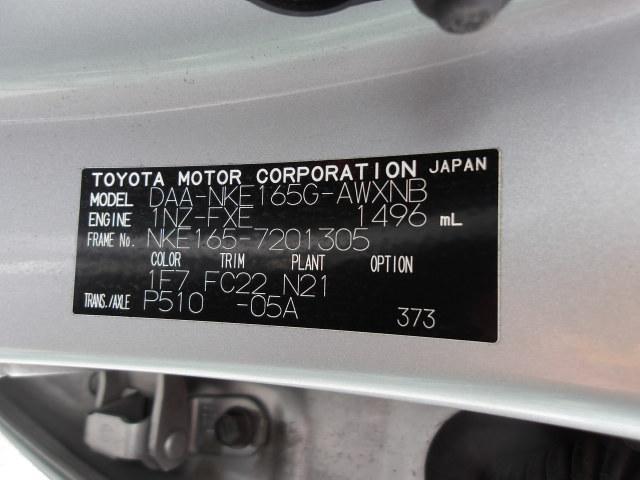 TOYOTA MOTOR CORPORATION JAPAN
MODEL DAA-NKE165G-AWXNB
ENGINE 1NZ-FXE 1496 mL
FRAME No. NKE165-7201305
COLOR TRIM PLANT OPTION
1F7 FC22 N21
TRANS./AXLE P510 -05A
373